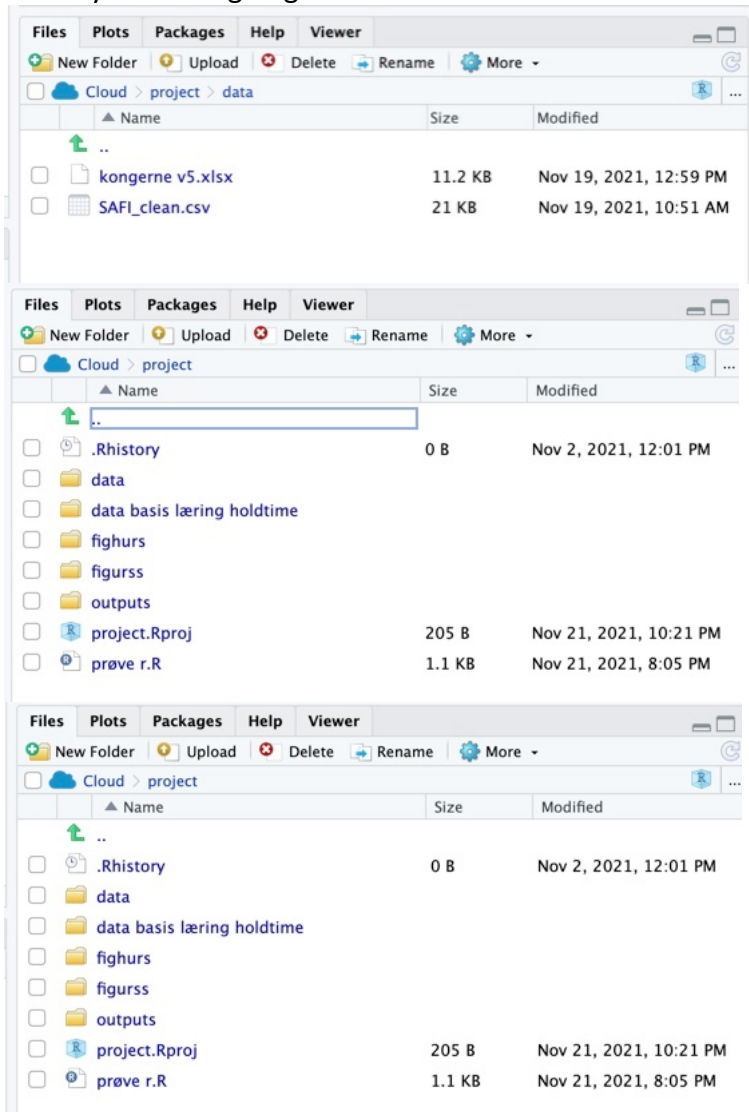 Files Plots Packages Help Viewer
New Folder Upload Delete Rename More
Cloud > project > data ...
Name Size Modified
..
kongerne v5.xlsx 11.2 KB Nov 19, 2021, 12:59 PM
SAFI_clean.csv 21 KB Nov 19, 2021, 10:51 AM
Files Plots Packages Help Viewer
New Folder Upload Delete Rename More
Cloud > project ...
Name Size Modified
..
.Rhistory 0 B Nov 2, 2021, 12:01 PM
data
data basis læring holdtime
fighurs
figurss
outputs
project.Rproj 205 B Nov 21, 2021, 10:21 PM
prøve r.R 1.1 KB Nov 21, 2021, 8:05 PM
Files Plots Packages Help Viewer
New Folder Upload Delete Rename More
Cloud > project ...
Name Size Modified
..
.Rhistory 0 B Nov 2, 2021, 12:01 PM
data
data basis læring holdtime
fighurs
figurss
outputs
project.Rproj 205 B Nov 21, 2021, 10:21 PM
prøve r.R 1.1 KB Nov 21, 2021, 8:05 PM